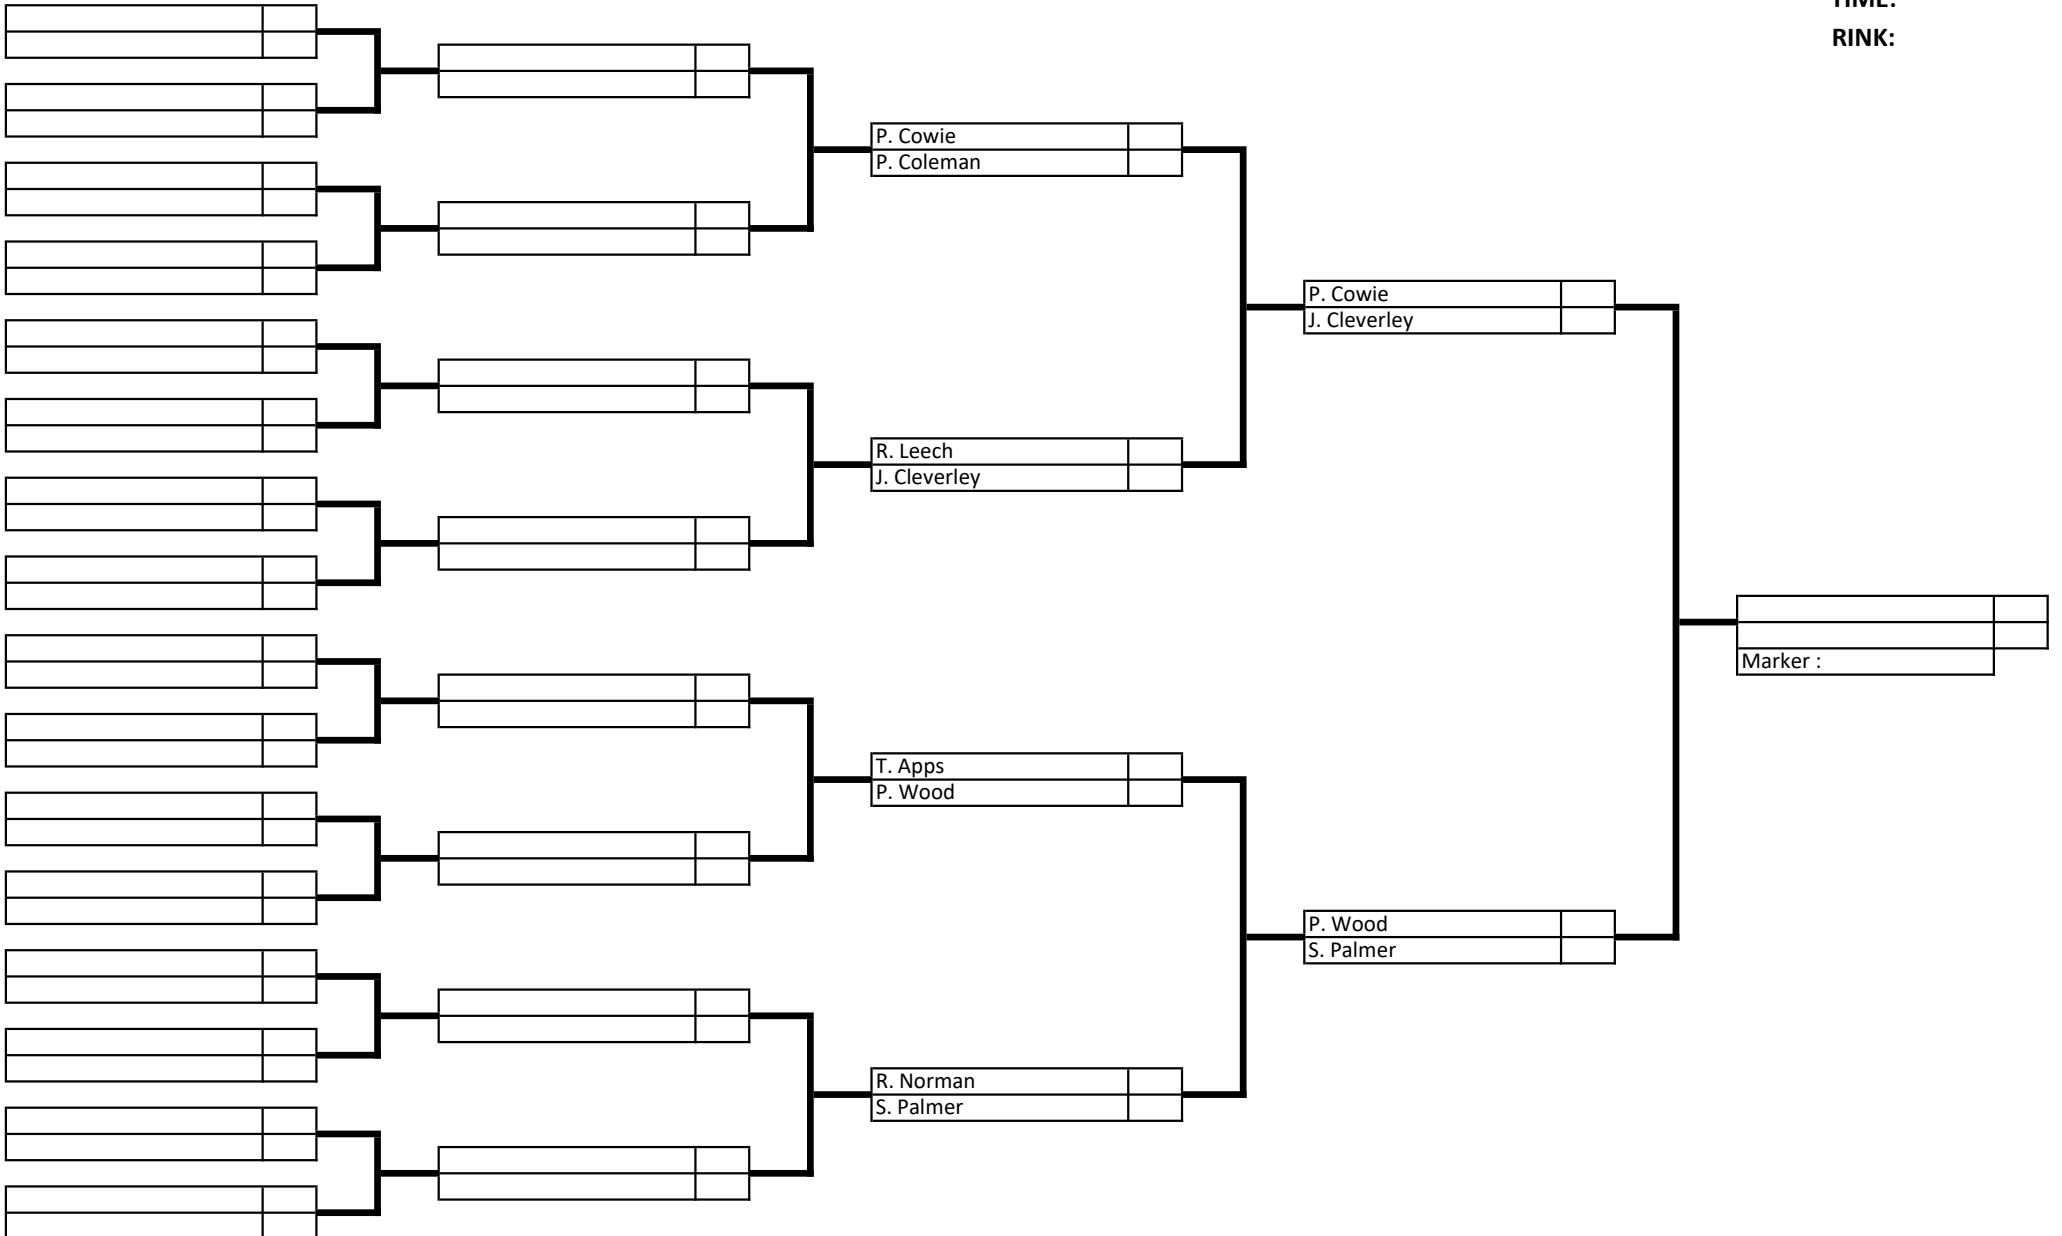 TIME:
RINK:
P. Cowie
P. Coleman
P. Cowie
J. Cleverley
R. Leech
J. Cleverley
Marker :
T. Apps
P. Wood
P. Wood
S. Palmer
R. Norman
S. Palmer